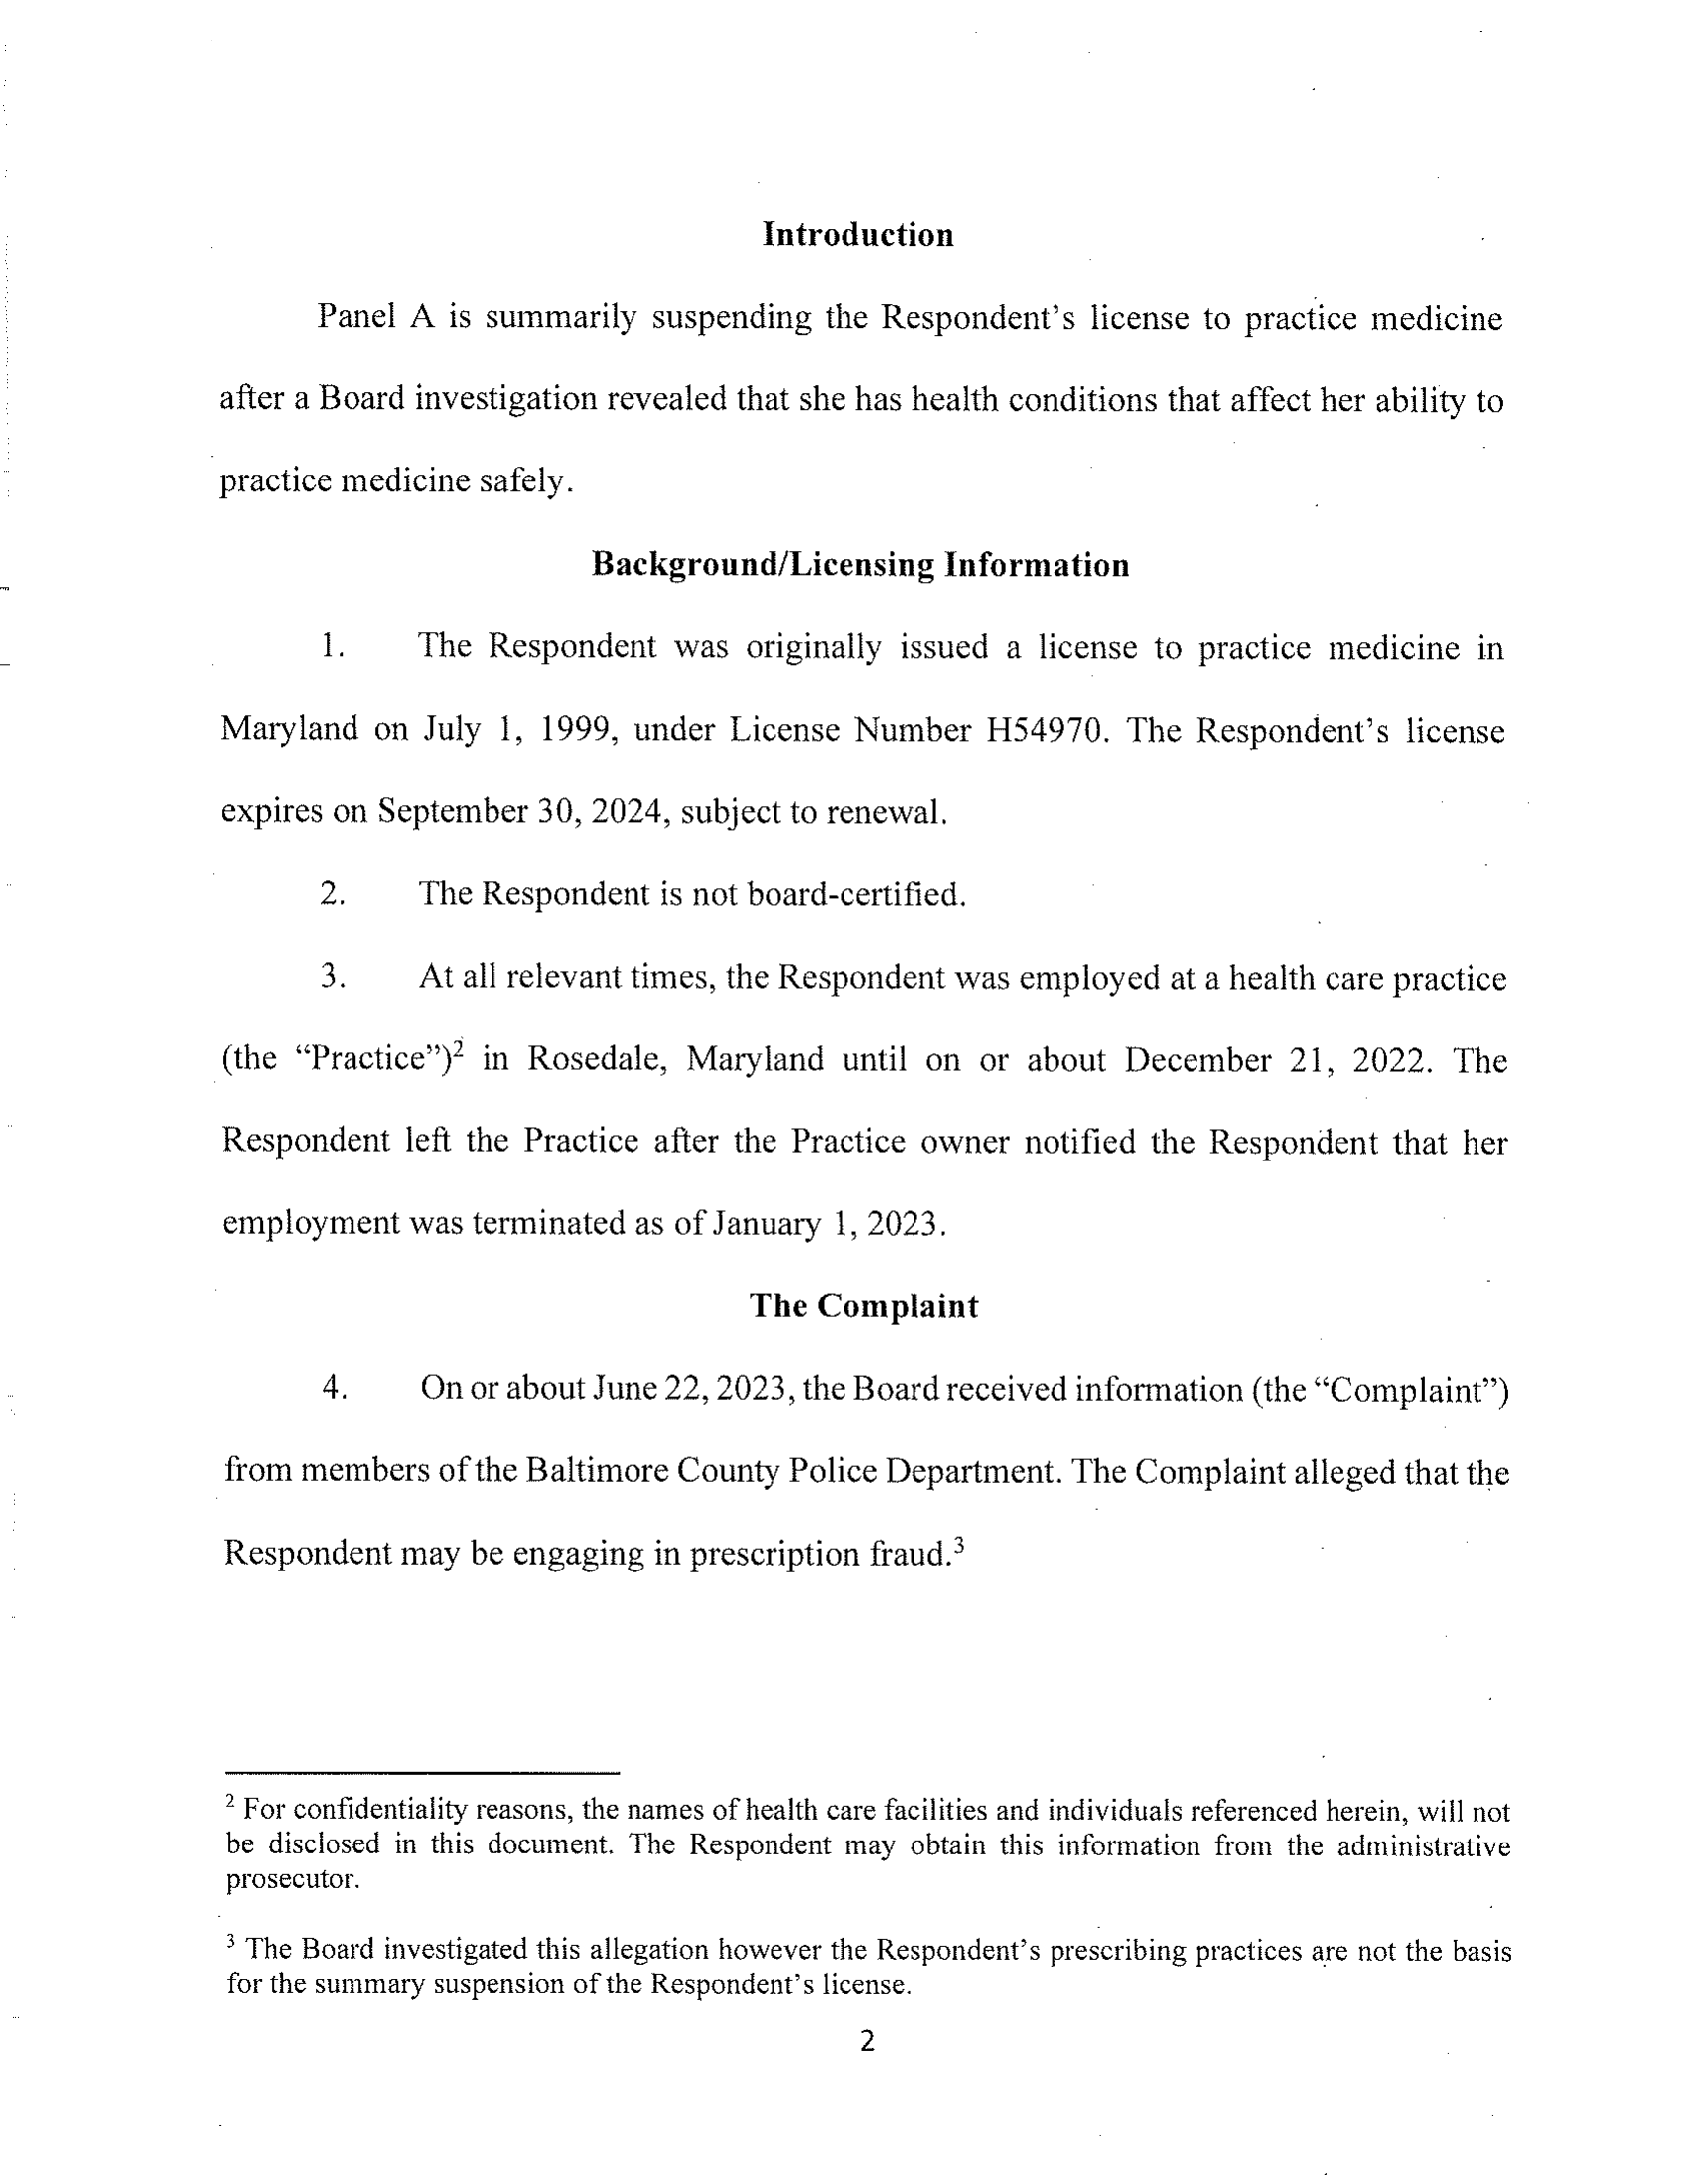 Introduction
Panel A is summarily suspending the Respondent's license to practice medicine
after a Board investigation revealed that she has health conditions that affect her ability to
practice medicine safely.
Background/Licensing Information
1. The Respondent was originally issued a license to practice medicine in
Maryland on July 1, 1999, under License Number H54970. The Respondent's license
expires on September 30, 2024, subject to renewal.
2. The Respondent is not board-certified.
3. At all relevant times, the Respondent was employed at a health care practice
(the “Practice”)² in Rosedale, Maryland until on or about December 21, 2022. The
Respondent left the Practice after the Practice owner notified the Respondent that her
employment was terminated as of January 1, 2023.
The Complaint
4. On or about June 22, 2023, the Board received information (the “Complaint”)
from members of the Baltimore County Police Department. The Complaint alleged that the
Respondent may be engaging in prescription fraud.³
² For confidentiality reasons, the names of health care facilities and individuals referenced herein, will not
be disclosed in this document. The Respondent may obtain this information from the administrative
prosecutor.
³ The Board investigated this allegation however the Respondent's prescribing practices are not the basis
for the summary suspension of the Respondent's license.
2